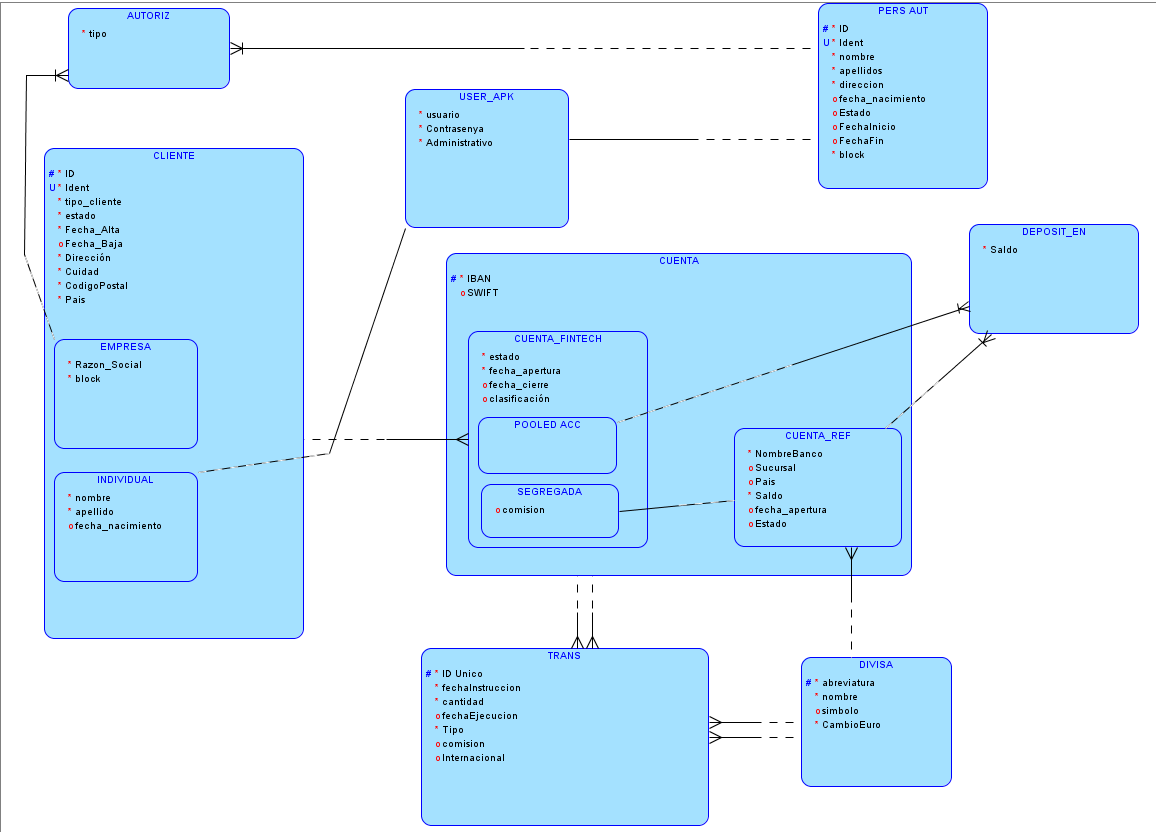 AUTORIZ
* tipo
PERS AUT
# * ID
U * Ident
* nombre
* apellidos
* direccion
o fecha_nacimiento
o Estado
o FechaInicio
o FechaFin
* block
USER_APK
* usuario
* Contrasenya
* Administrativo
CLIENTE
# * ID
U * Ident
* tipo_cliente
* estado
* Fecha_Alta
o Fecha_Baja
* Dirección
* Cuidad
* CodigoPostal
* Pais
EMPRESA
* Razon_Social
* block
INDIVIDUAL
* nombre
* apellido
o fecha_nacimiento
CUENTA
# * IBAN
o SWIFT
CUENTA_FINTECH
* estado
* fecha_apertura
o fecha_cierre
o clasificación
POOLED ACC
SEGREGADA
o comision
CUENTA_REF
* NombreBanco
o Sucursal
o Pais
* Saldo
o fecha_apertura
o Estado
DEPOSIT_EN
* Saldo
TRANS
# * ID Unico
* fechaInstruccion
* cantidad
o fechaEjecucion
* Tipo
o comision
o Internacional
DIVISA
# * abreviatura
* nombre
o simbolo
* CambioEuro